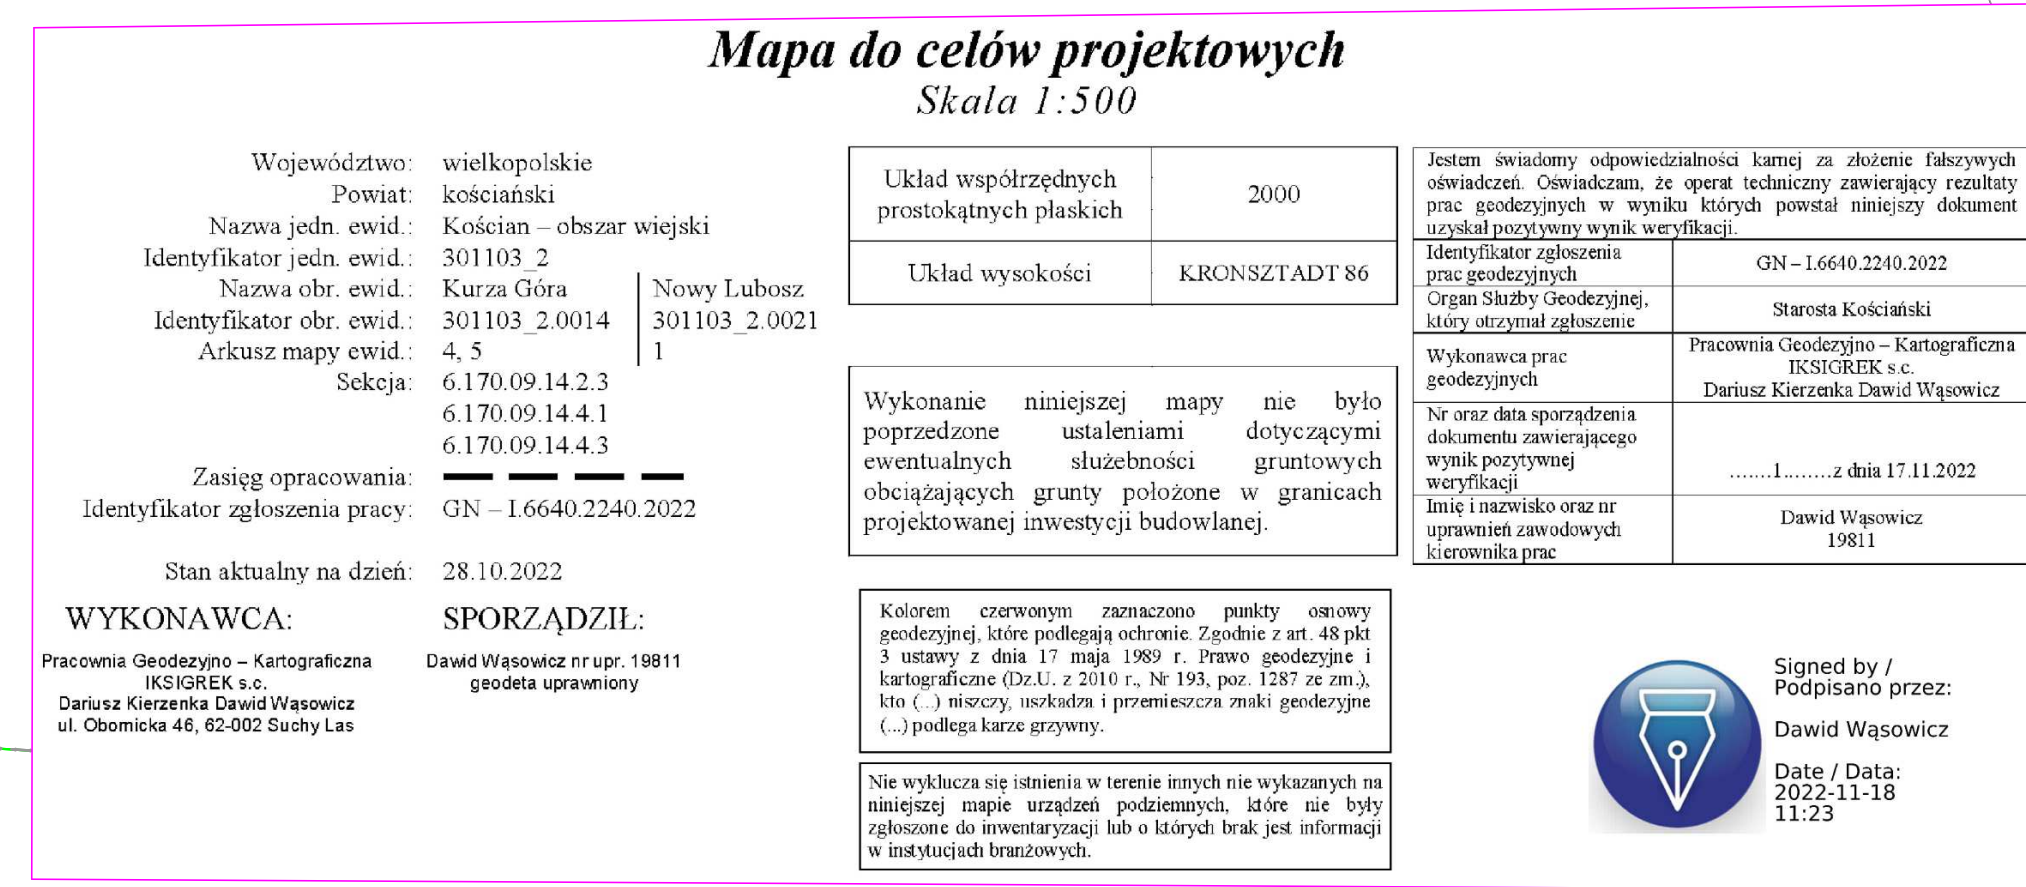 Mapa do celów projektowych
Skala 1:500
Województwo: wielkopolskie
Powiat: kościański
Nazwa jedn. ewid.: Kościan – obszar wiejski
Identyfikator jedn. ewid.: 301103_2
Nazwa obr. ewid.: Kurza Góra Nowy Lubosz
Identyfikator obr. ewid.: 301103_2.0014 301103_2.0021
Arkusz mapy ewid.: 4, 5 1
Sekcja: 6.170.09.14.2.3
6.170.09.14.4.1
6.170.09.14.4.3
Zasięg opracowania:
Identyfikator zgłoszenia pracy: GN – I.6640.2240.2022
Stan aktualny na dzień: 28.10.2022
WYKONAWCA:
Pracownia Geodezyjno – Kartograficzna
IKSIGREK s.c.
Dariusz Kierzenka Dawid Wąsowicz
ul. Obornicka 46, 62-002 Suchy Las
SPORZĄDZIŁ:
Dawid Wąsowicz nr upr. 19811
geodeta uprawniony
Układ współrzędnych
prostokątnych płaskich
2000
Układ wysokości
KRONSZTADT 86
Wykonanie niniejszej mapy nie było
poprzedzone ustaleniami dotyczącymi
ewentualnych służebności gruntowych
obciążających grunty położone w granicach
projektowanej inwestycji budowlanej.
Kolorem czerwonym zaznaczono punkty osnowy
geodezyjnej, które podlegają ochronie. Zgodnie z art. 48 pkt
3 ustawy z dnia 17 maja 1989 r. Prawo geodezyjne i
kartograficzne (Dz.U. z 2010 r., Nr 193, poz. 1287 ze zm.),
kto (...) niszczy, uszkadza i przemieszcza znaki geodezyjne
(...) podlega karze grzywny.
Nie wyklucza się istnienia w terenie innych nie wykazanych na
niniejszej mapie urządzeń podziemnych, które nie były
zgłoszone do inwentaryzacji lub o których brak jest informacji
w instytucjach branżowych.
Jestem świadomy odpowiedzialności karnej za złożenie fałszywych
oświadczeń. Oświadczam, że operat techniczny zawierający rezultaty
prac geodezyjnych w wyniku których powstał niniejszy dokument
uzyskał pozytywny wynik weryfikacji.
Identyfikator zgłoszenia
prac geodezyjnych
GN – I.6640.2240.2022
Organ Służby Geodezyjnej,
który otrzymał zgłoszenie
Starosta Kościański
Wykonawca prac
geodezyjnych
Pracownia Geodezyjno – Kartograficzna
IKSIGREK s.c.
Dariusz Kierzenka Dawid Wąsowicz
Nr oraz data sporządzenia
dokumentu zawierającego
wynik pozytywnej
weryfikacji
.......1........z dnia 17.11.2022
Imię i nazwisko oraz nr
uprawnień zawodowych
kierownika prac
Dawid Wąsowicz
19811
Signed by /
Podpisano przez:
Dawid Wąsowicz
Date / Data:
2022-11-18
11:23